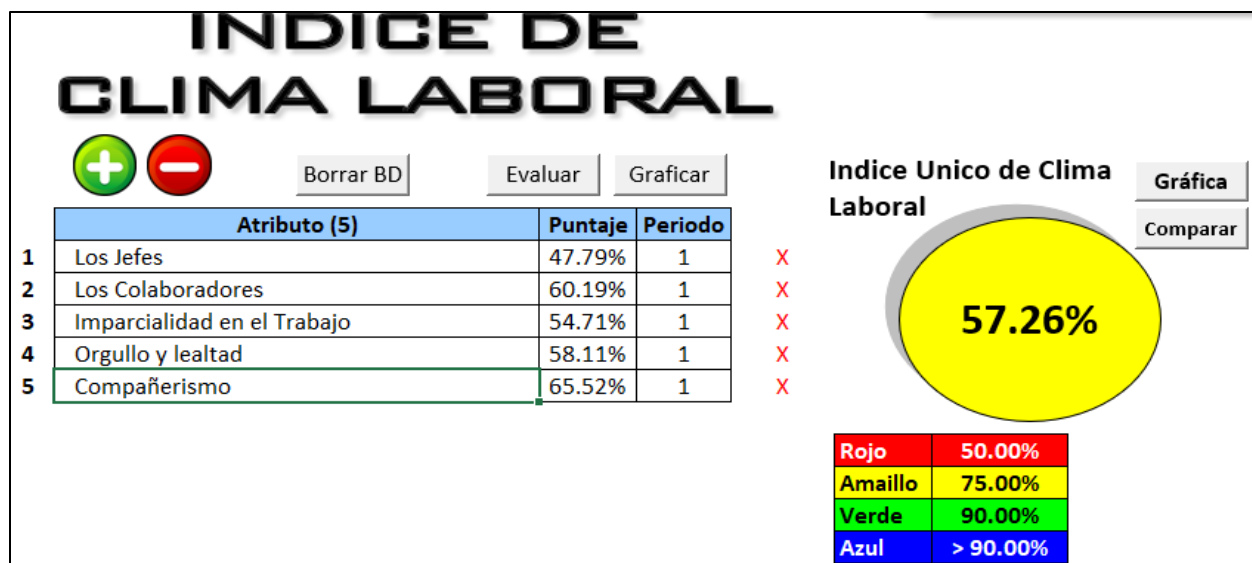 INDICE DE
CLIMA LABORAL
Borrar BD Evaluar Graficar
Indice Unico de Clima
Laboral
Gráfica
Comparar
Atributo (5) Puntaje Periodo
1 Los Jefes 47.79% 1 X
2 Los Colaboradores 60.19% 1 X
3 Imparcialidad en el Trabajo 54.71% 1 X
4 Orgullo y lealtad 58.11% 1 X
5 Compañerismo 65.52% 1 X
57.26%
Rojo 50.00%
Amaillo 75.00%
Verde 90.00%
Azul > 90.00%